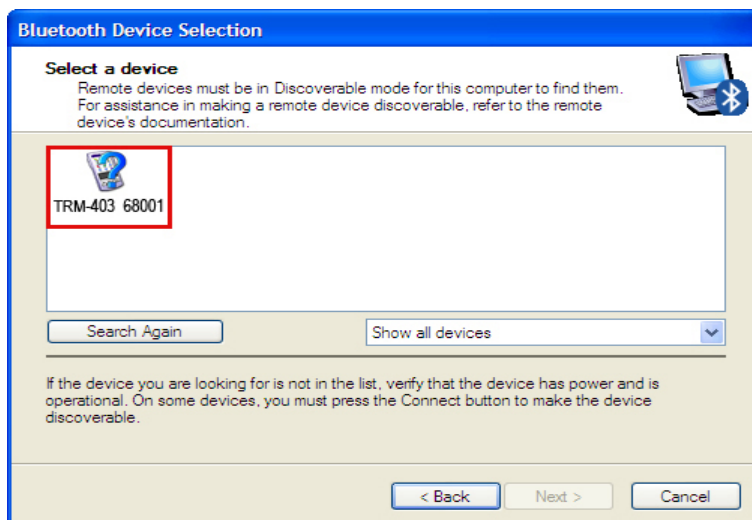 Bluetooth Device Selection
Select a device
Remote devices must be in Discoverable mode for this computer to find them.
For assistance in making a remote device discoverable, refer to the remote
device's documentation.
TRM-403 68001
Search Again
Show all devices
If the device you are looking for is not in the list, verify that the device has power and is
operational. On some devices, you must press the Connect button to make the device
discoverable.
< Back
Next >
Cancel